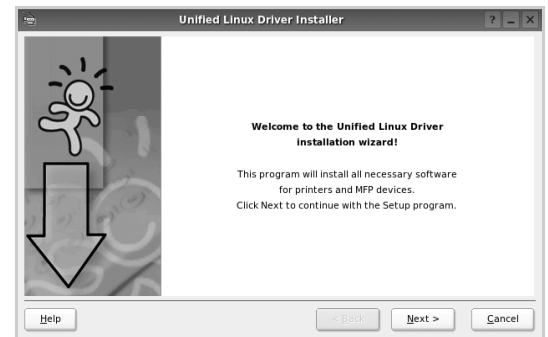 Unified Linux Driver Installer
Welcome to the Unified Linux Driver
installation wizard!
This program will install all necessary software
for printers and MFP devices.
Click Next to continue with the Setup program.
Help
< Back
Next >
Cancel